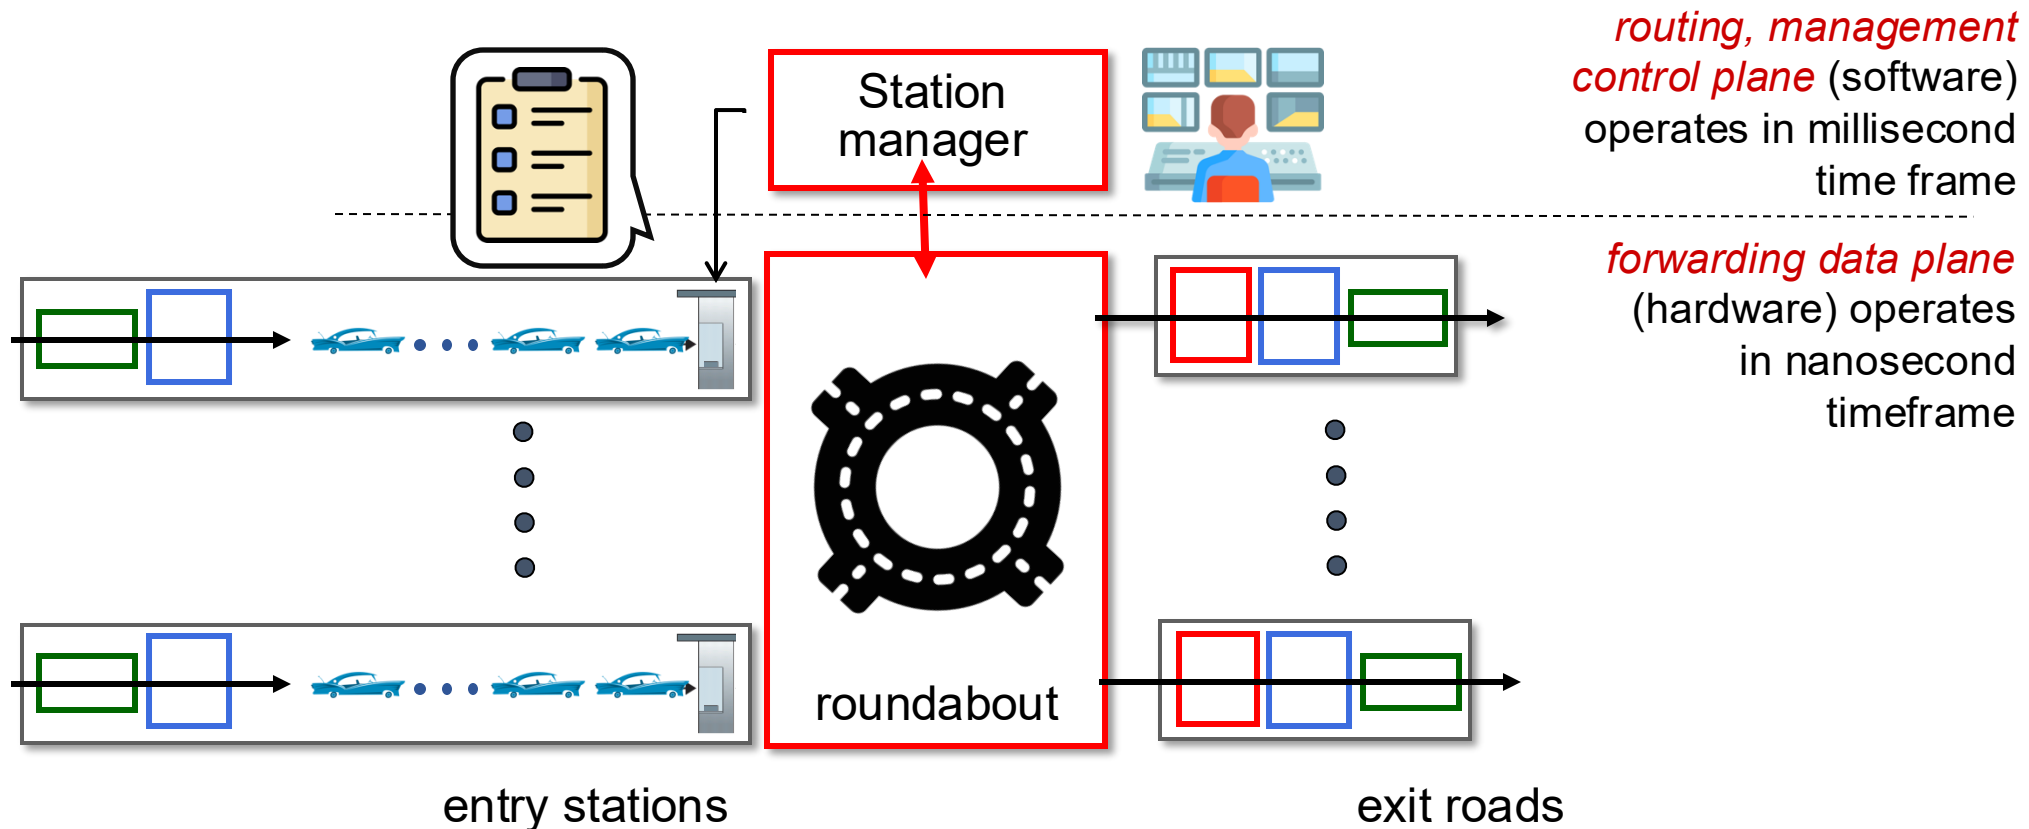 Station
manager
routing, management
control plane (software)
operates in millisecond
time frame
forwarding data plane
(hardware) operates
in nanosecond
timeframe
roundabout
entry stations
exit roads